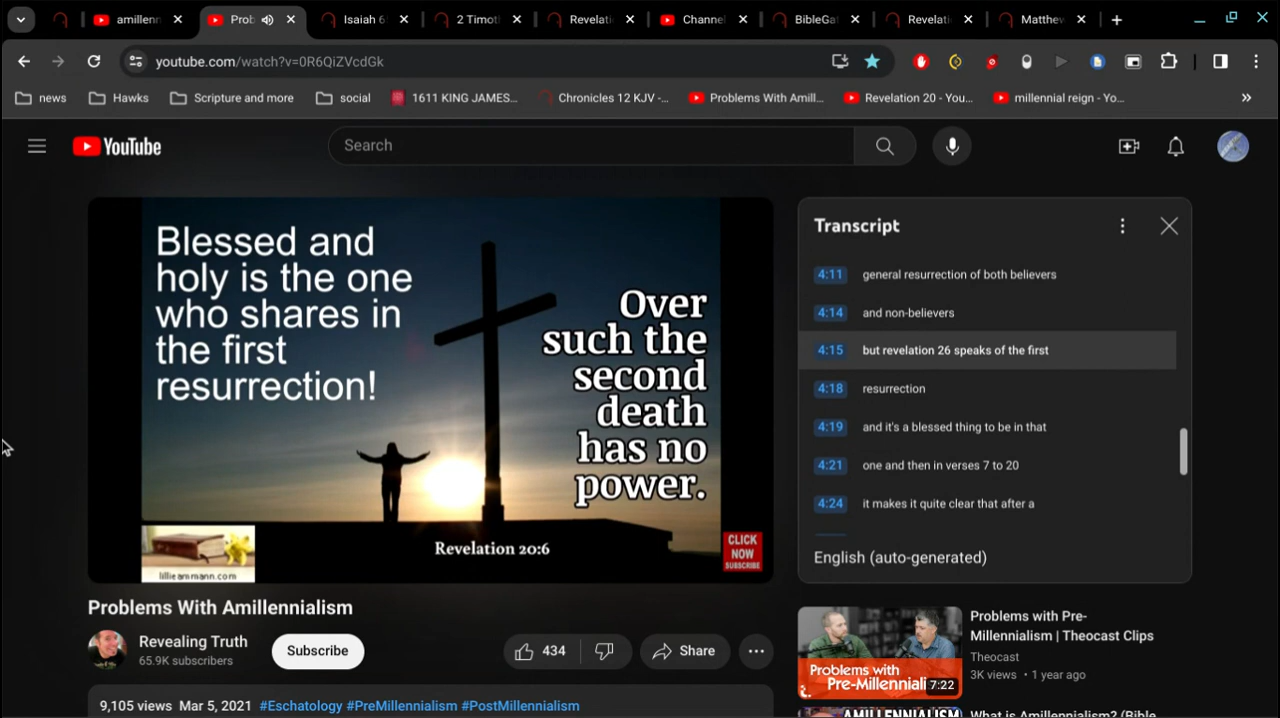 amillenn
Prob
Isaiah 6
2 Timot
Revelati
Channel
BibleGa
Revelati
Matthew
youtube.com/watch?v=0R6QiZVcdGk
news
Hawks
Scripture and more
social
1611 KING JAMES...
Chronicles 12 KJV -...
Problems With Amill...
Revelation 20 - You...
millennial reign - Yo...
»
YouTube
Search
Blessed and
holy is the one
who shares in
the first
resurrection!
Over
such the
second
death
has no
power.
Revelation 20:6
lillieammann.com
CLICK
NOW
SUBSCRIBE
Transcript
4:11 general resurrection of both believers
4:14 and non-believers
4:15 but revelation 26 speaks of the first
4:18 resurrection
4:19 and it's a blessed thing to be in that
4:21 one and then in verses 7 to 20
4:24 it makes it quite clear that after a
English (auto-generated)
Problems With Amillennialism
Revealing Truth
65.9K subscribers
Subscribe
434
Share
9,105 views Mar 5, 2021 #Eschatology #PreMillennialism #PostMillennialism
Problems with
Pre-Millenniali
7:22
Problems with Pre-
Millennialism | Theocast Clips
Theocast
3K views • 1 year ago
AMILLENNIALISM
What is Amillennialism? (Bible